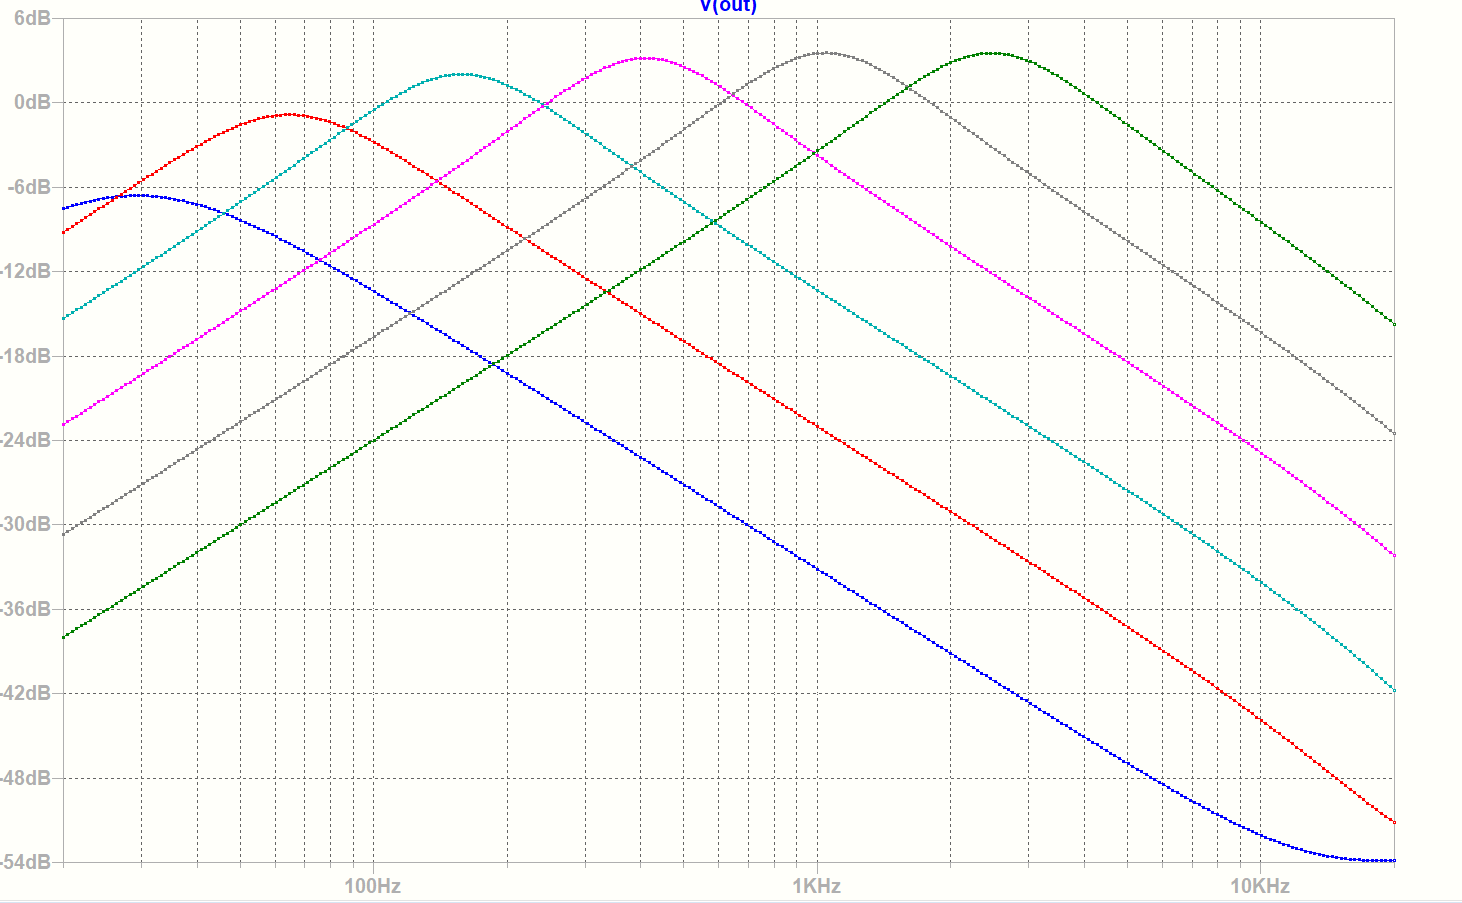 V(out)
6dB
0dB
-6dB
-12dB
-18dB
-24dB
-30dB
-36dB
-42dB
-48dB
-54dB
100Hz 1KHz 10KHz